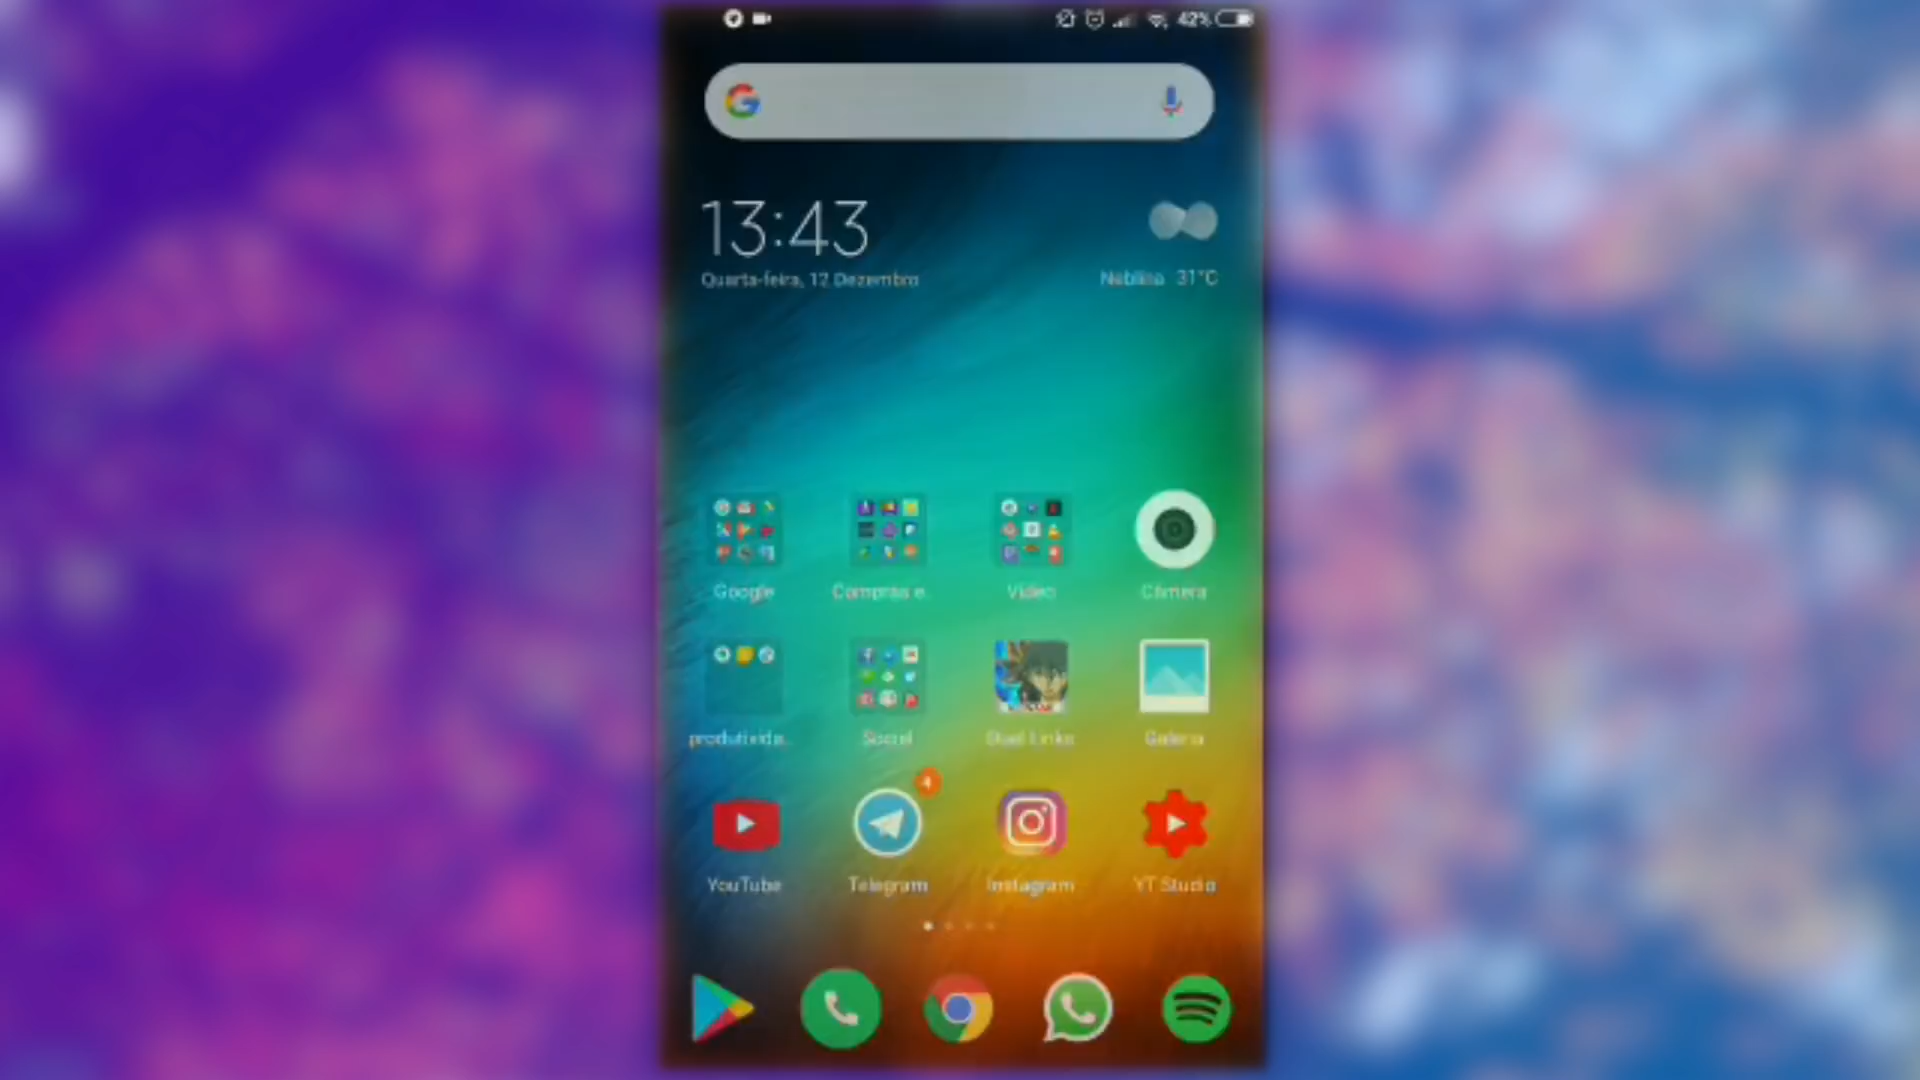 42%
13:43
Quarta-feira, 12 Dezembro
Neblina 31°C
Google
Compras e.
Vídeo
Câmera
produtivida..
Social
Duel Links
Galeria
4
YouTube
Telegram
Instagram
YT Studio